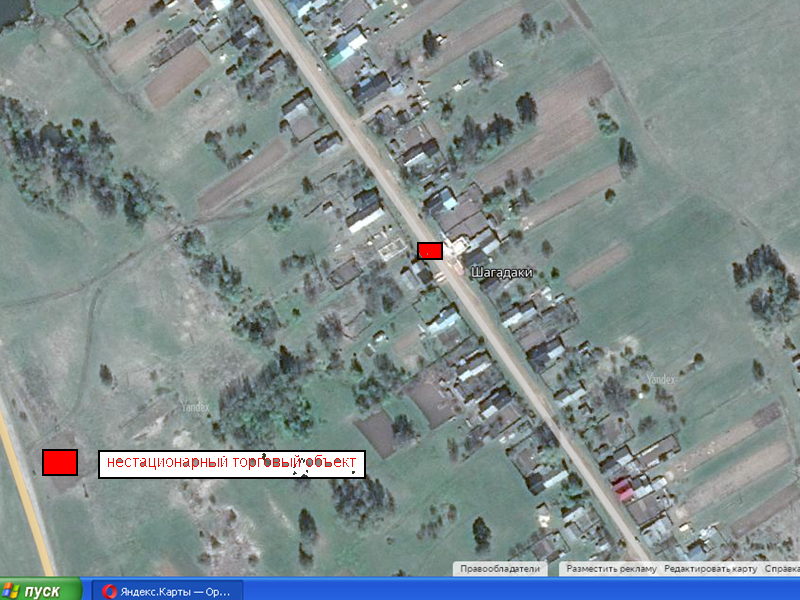 Шагадаки
Yandex
Yandex
нестационарный торговый объект
Правообладатели
Разместить рекламу Редактировать карту Справка
пуск
Яндекс.Карты — Ор...